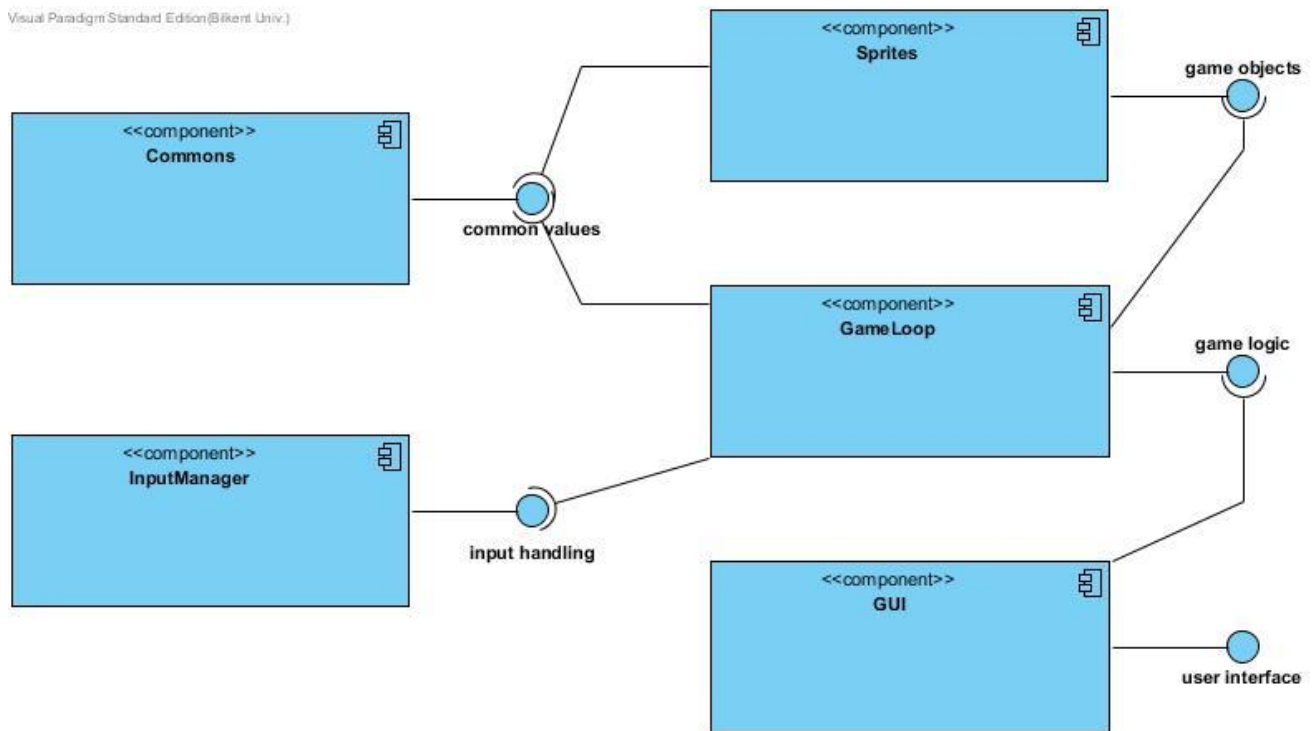 Visual Paradigm Standard Edition(Bilkent Univ.)
<<component>>
Sprites
game objects
<<component>>
Commons
common values
<<component>>
GameLoop
game logic
<<component>>
InputManager
input handling
<<component>>
GUI
user interface